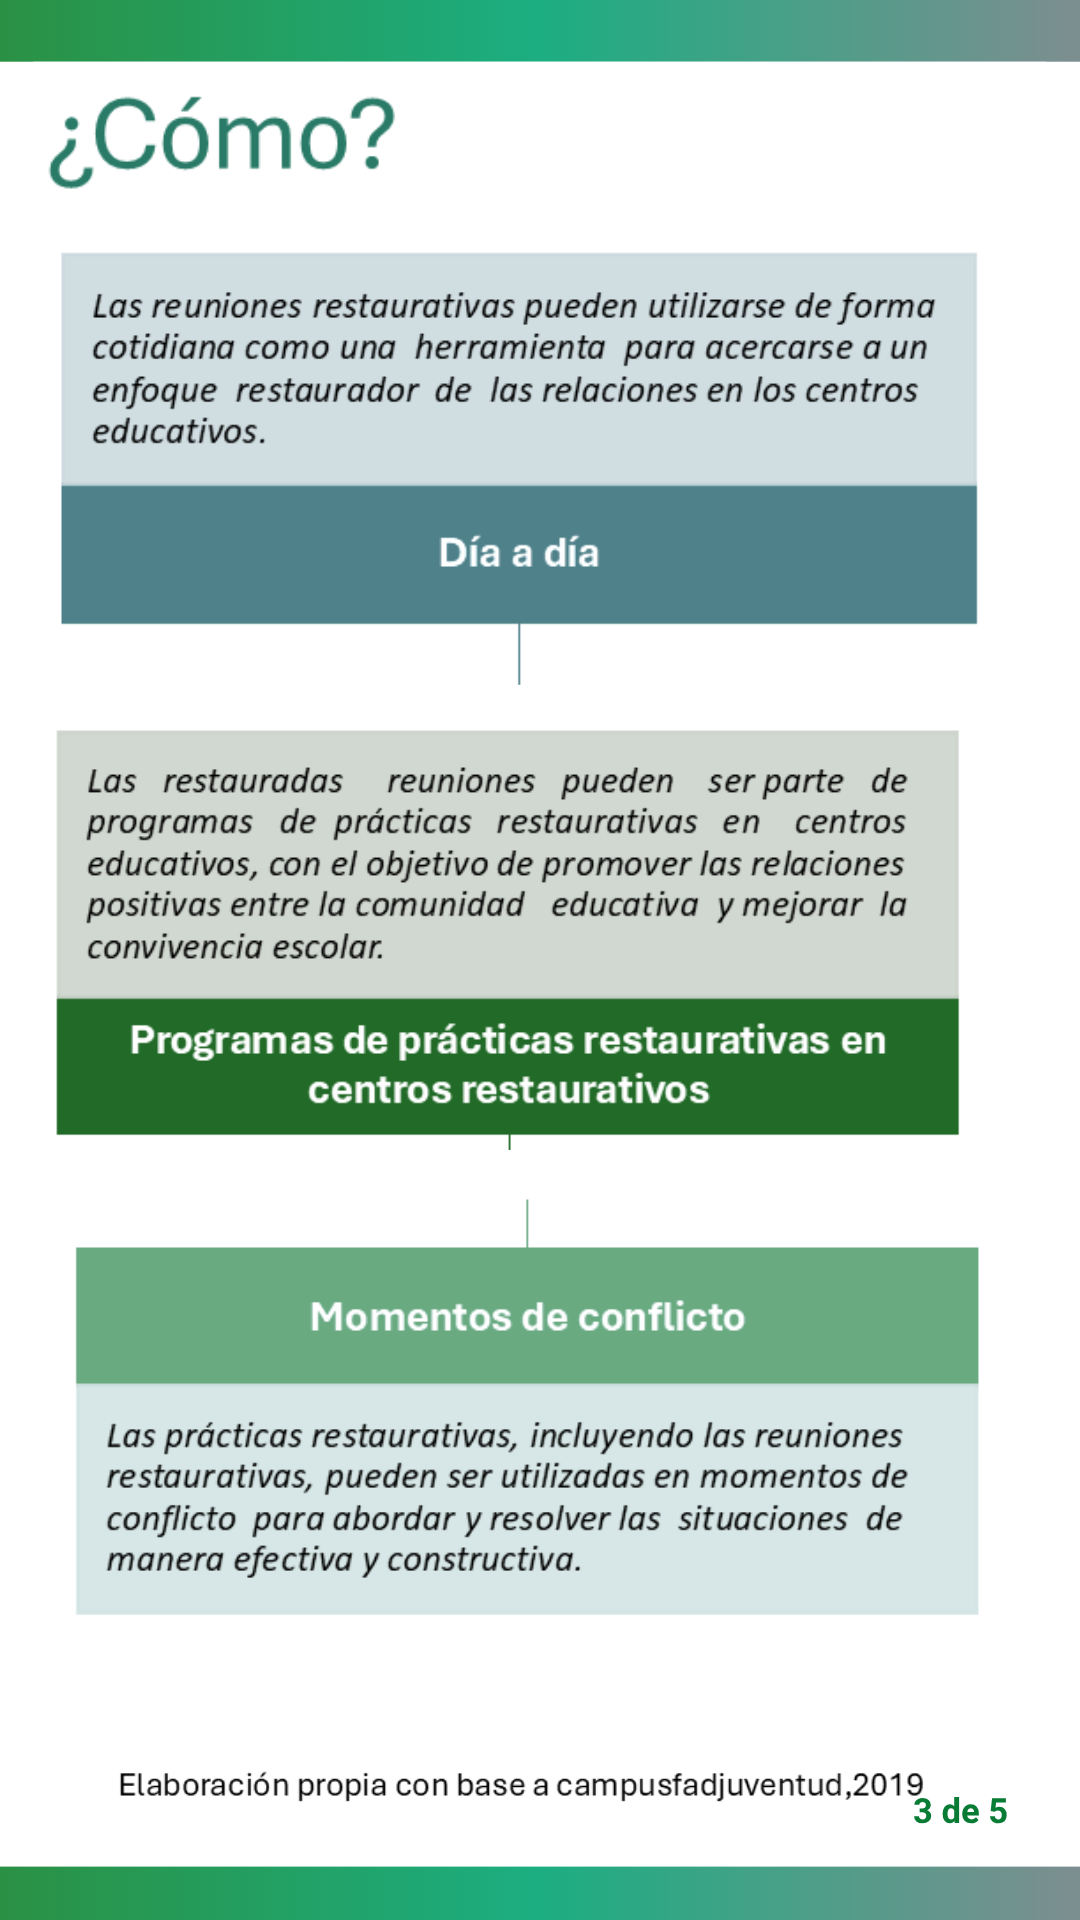 ¿Cómo?
Las reuniones restaurativas pueden utilizarse de forma
cotidiana como una herramienta para acercarse a un
enfoque restaurador de las relaciones en los centros
educativos.
Día a día
Las restauradas reuniones pueden ser parte de
programas de prácticas restaurativas en centros
educativos, con el objetivo de promover las relaciones
positivas entre la comunidad educativa y mejorar la
convivencia escolar.
Programas de prácticas restaurativas en
centros restaurativos
Momentos de conflicto
Las prácticas restaurativas, incluyendo las reuniones
restaurativas, pueden ser utilizadas en momentos de
conflicto para abordar y resolver las situaciones de
manera efectiva y constructiva.
Elaboración propia con base a campusfadjuventud,2019
3 de 5